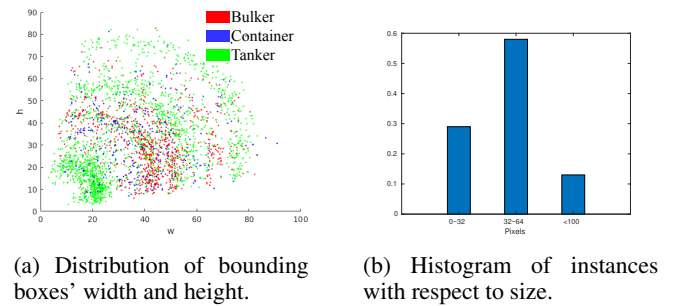 90
80
70
60
50
40
30
20
10
0
h
0 20 40 60 80 100
w
Bulker
Container
Tanker
0.6
0.5
0.4
0.3
0.2
0.1
0
0−32 32−64 <100
Pixels
(a) Distribution of bounding
boxes' width and height.
(b) Histogram of instances
with respect to size.